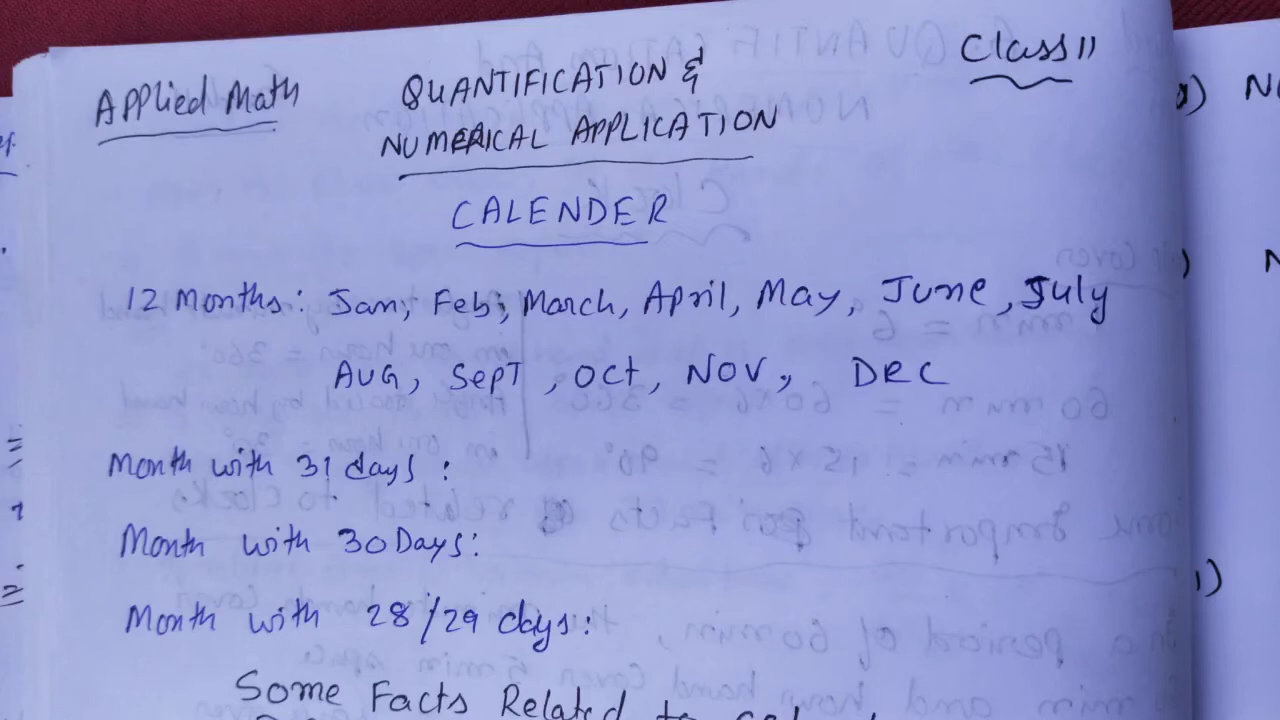 Applied Math
QUANTIFICATION &
Class 11
NUMERICAL APPLICATION
CALENDER
12 Months: Jan, Feb, March, April, May, June, July
AUG, SepT, Oct, NOV, DEC
Month with 31 days:
Month with 30 Days:
Month with 28/29 days:
Some Facts Related to